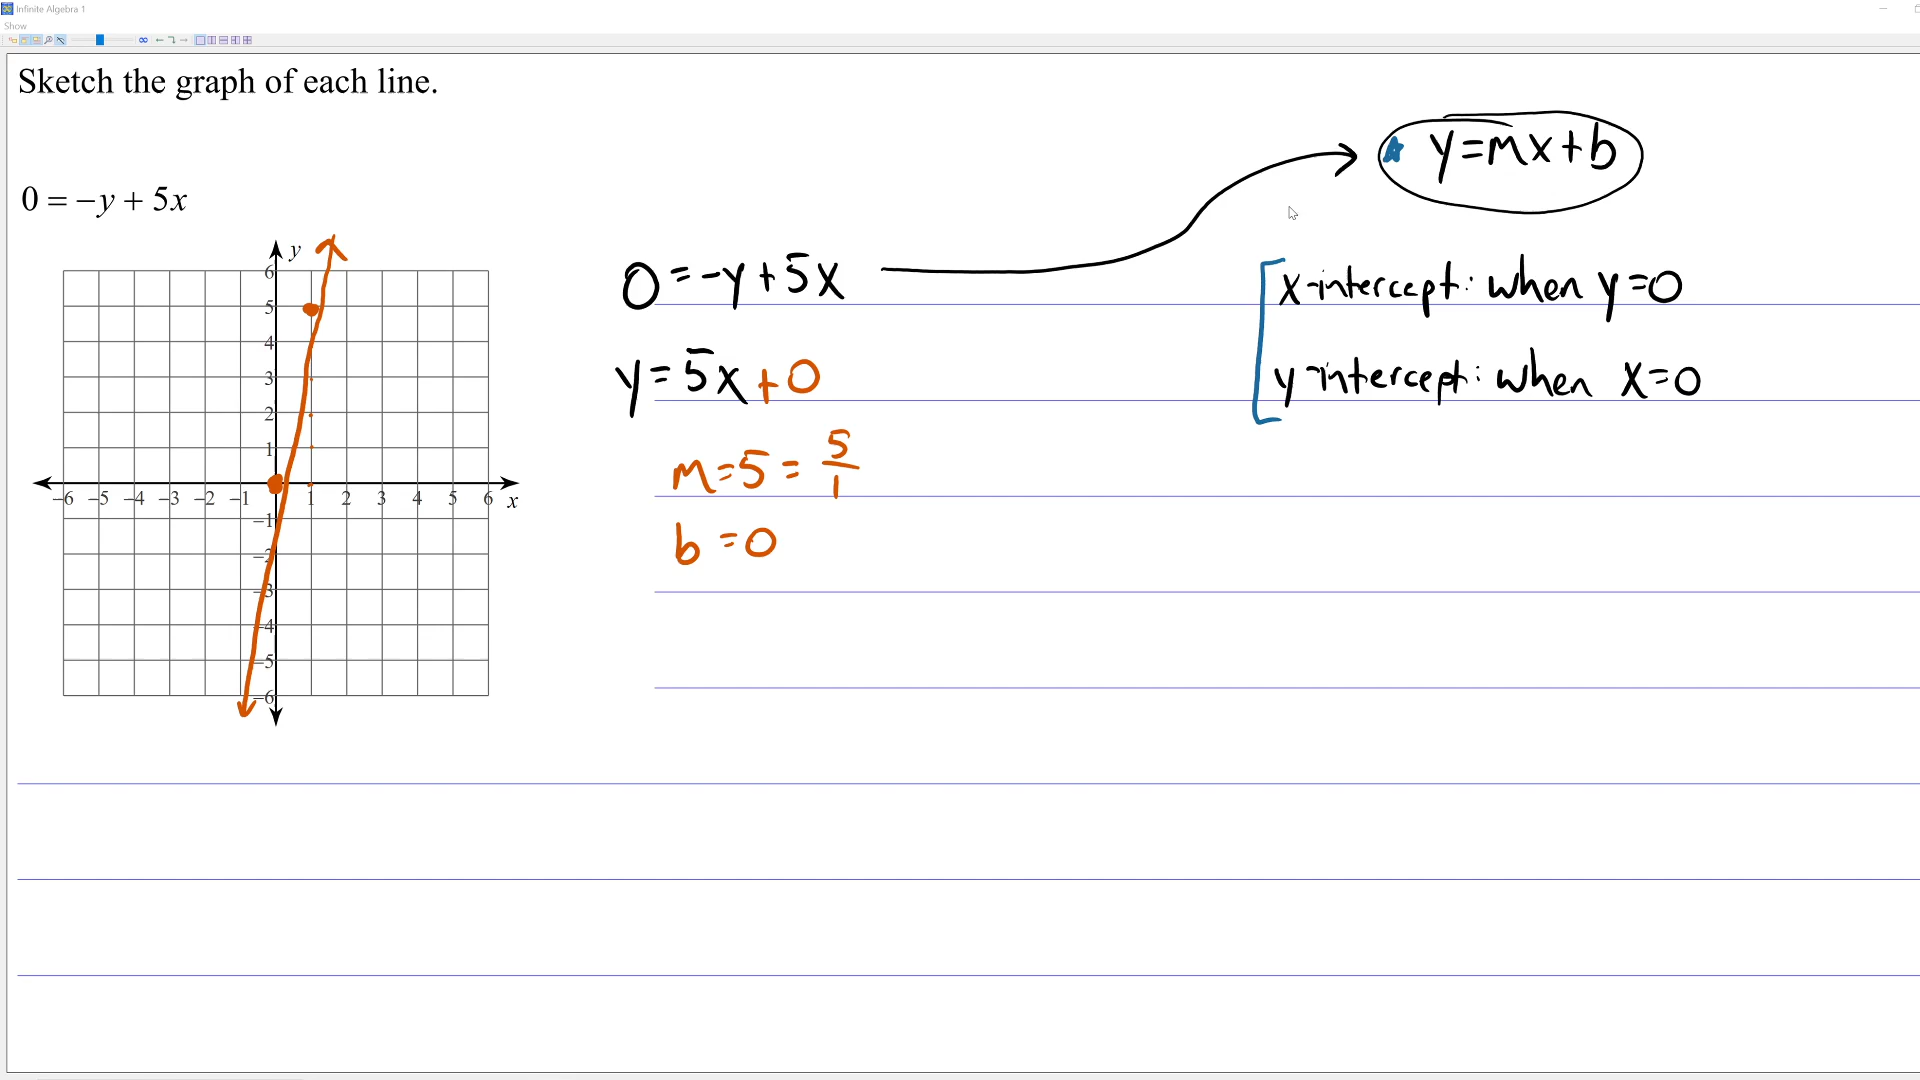 Infinite Algebra 1
Show
Sketch the graph of each line.
0 = −y + 5x
y
6
5
4
3
2
1
−6 −5 −4 −3 −2 −1 1 2 3 4 5 6 x
−1
−2
−3
−4
−5
−6
0 = -y + 5x
y = 5x + 0
m = 5 = 5/1
b = 0
y = mx + b
x-intercept: when y = 0
y-intercept: when x = 0